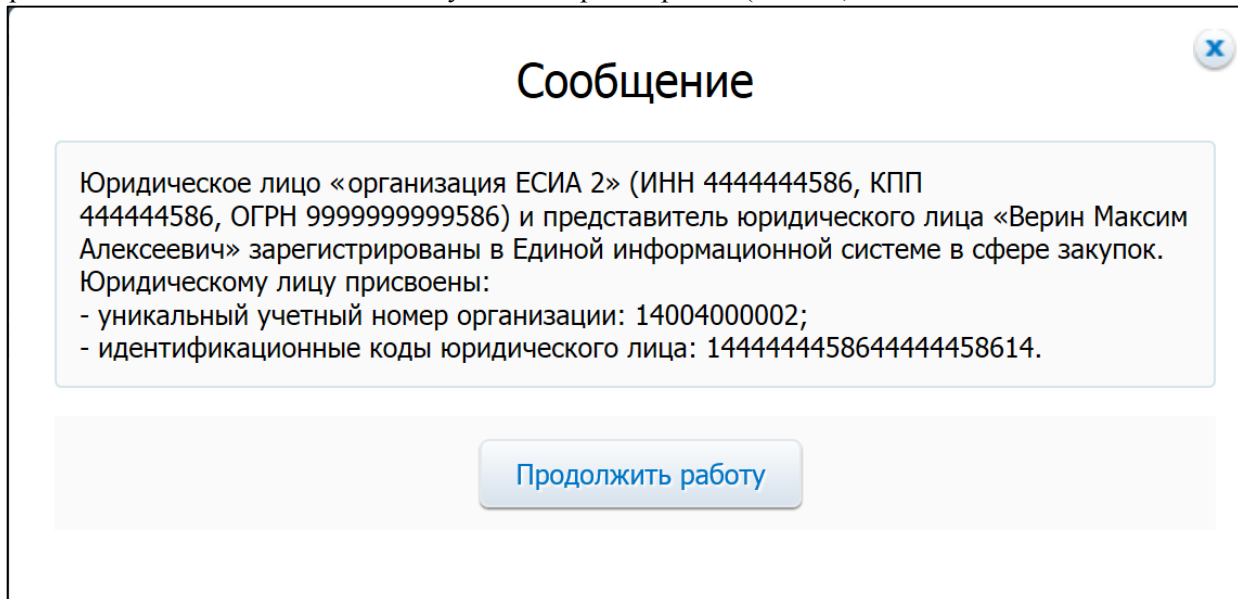 x
Сообщение
Юридическое лицо «организация ЕСИА 2» (ИНН 4444444586, КПП
444444586, ОГРН 9999999999586) и представитель юридического лица «Верин Максим
Алексеевич» зарегистрированы в Единой информационной системе в сфере закупок.
Юридическому лицу присвоены:
- уникальный учетный номер организации: 14004000002;
- идентификационные коды юридического лица: 1444444458644444458614.
Продолжить работу